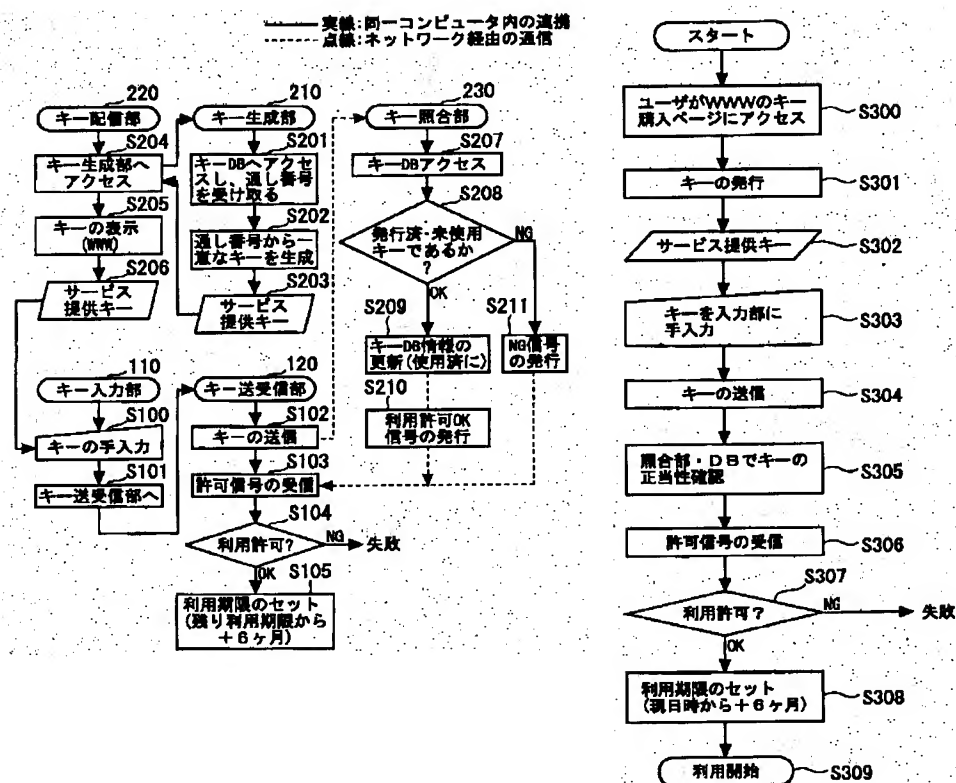 実線:同一コンピュータ内の連携
点線:ネットワーク経由の通信
220
キー配信部
S204
キー生成部へ
アクセス
S205
キーの表示
(WWW)
S206
サービス
提供キー
210
キー生成部
S201
キーDBへアクセ
スし、通し番号
を受け取る
S202
通し番号から一
意なキーを生成
S203
サービス
提供キー
230
キー照合部
S207
キーDBアクセス
S208
発行済・未使用
キーであるか
?
NG
OK
S209
キーDB情報の
更新(使用済に)
S210
利用許可OK
信号の発行
S211
NG信号
の発行
110
キー入力部
S100
キーの手入力
S101
キー送受信部へ
120
キー送受信部
S102
キーの送信
S103
許可信号の受信
S104
利用許可?
NG
失敗
OK
S105
利用期限のセット
(残り利用期限から
+6ヶ月)
スタート
ユーザがWWWのキー
購入ページにアクセス
S300
キーの発行
S301
サービス提供キー
S302
キーを入力部に
手入力
S303
キーの送信
S304
照合部・DBでキーの
正当性確認
S305
許可信号の受信
S306
S307
利用許可?
NG
失敗
OK
利用期限のセット
(現日時から+6ヶ月)
S308
利用開始
S309